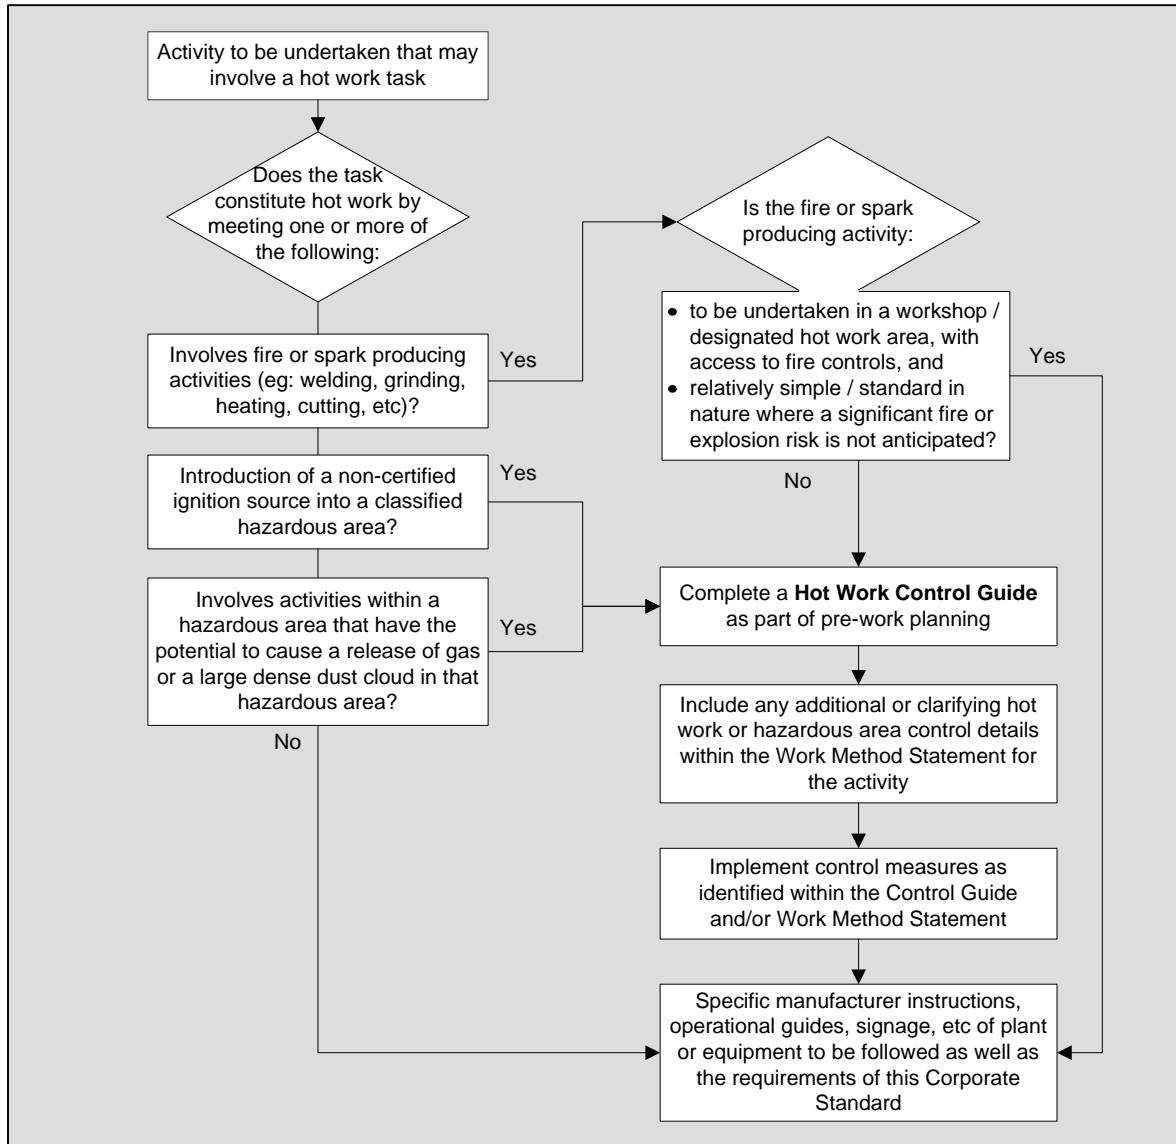 Activity to be undertaken that may
involve a hot work task
Does the task
constitute hot work by
meeting one or more of
the following:
Involves fire or spark producing
activities (eg: welding, grinding,
heating, cutting, etc)?
Yes
Introduction of a non-certified
ignition source into a classified
hazardous area?
Yes
Involves activities within a
hazardous area that have the
potential to cause a release of gas
or a large dense dust cloud in that
hazardous area?
Yes
No
Is the fire or spark
producing activity:
• to be undertaken in a workshop /
designated hot work area, with
access to fire controls, and
• relatively simple / standard in
nature where a significant fire or
explosion risk is not anticipated?
Yes
No
Complete a Hot Work Control Guide
as part of pre-work planning
Include any additional or clarifying hot
work or hazardous area control details
within the Work Method Statement for
the activity
Implement control measures as
identified within the Control Guide
and/or Work Method Statement
Specific manufacturer instructions,
operational guides, signage, etc of plant
or equipment to be followed as well as
the requirements of this Corporate
Standard